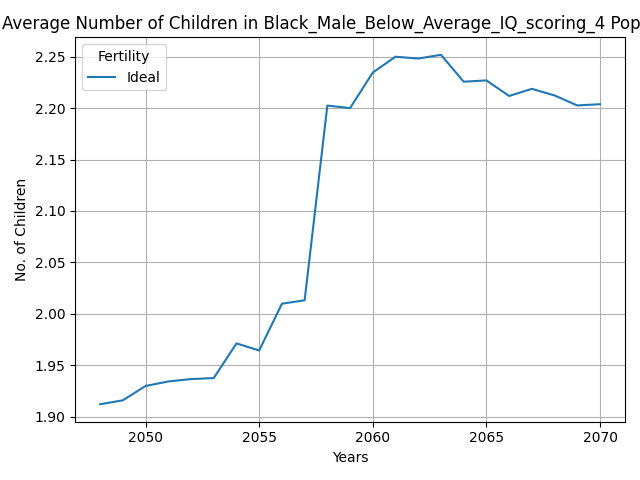 Average Number of Children in Black_Male_Below_Average_IQ_scoring_4 Pop
Fertility
Ideal
No. of Children
2.25
2.20
2.15
2.10
2.05
2.00
1.95
1.90
2050 2055 2060 2065 2070
Years